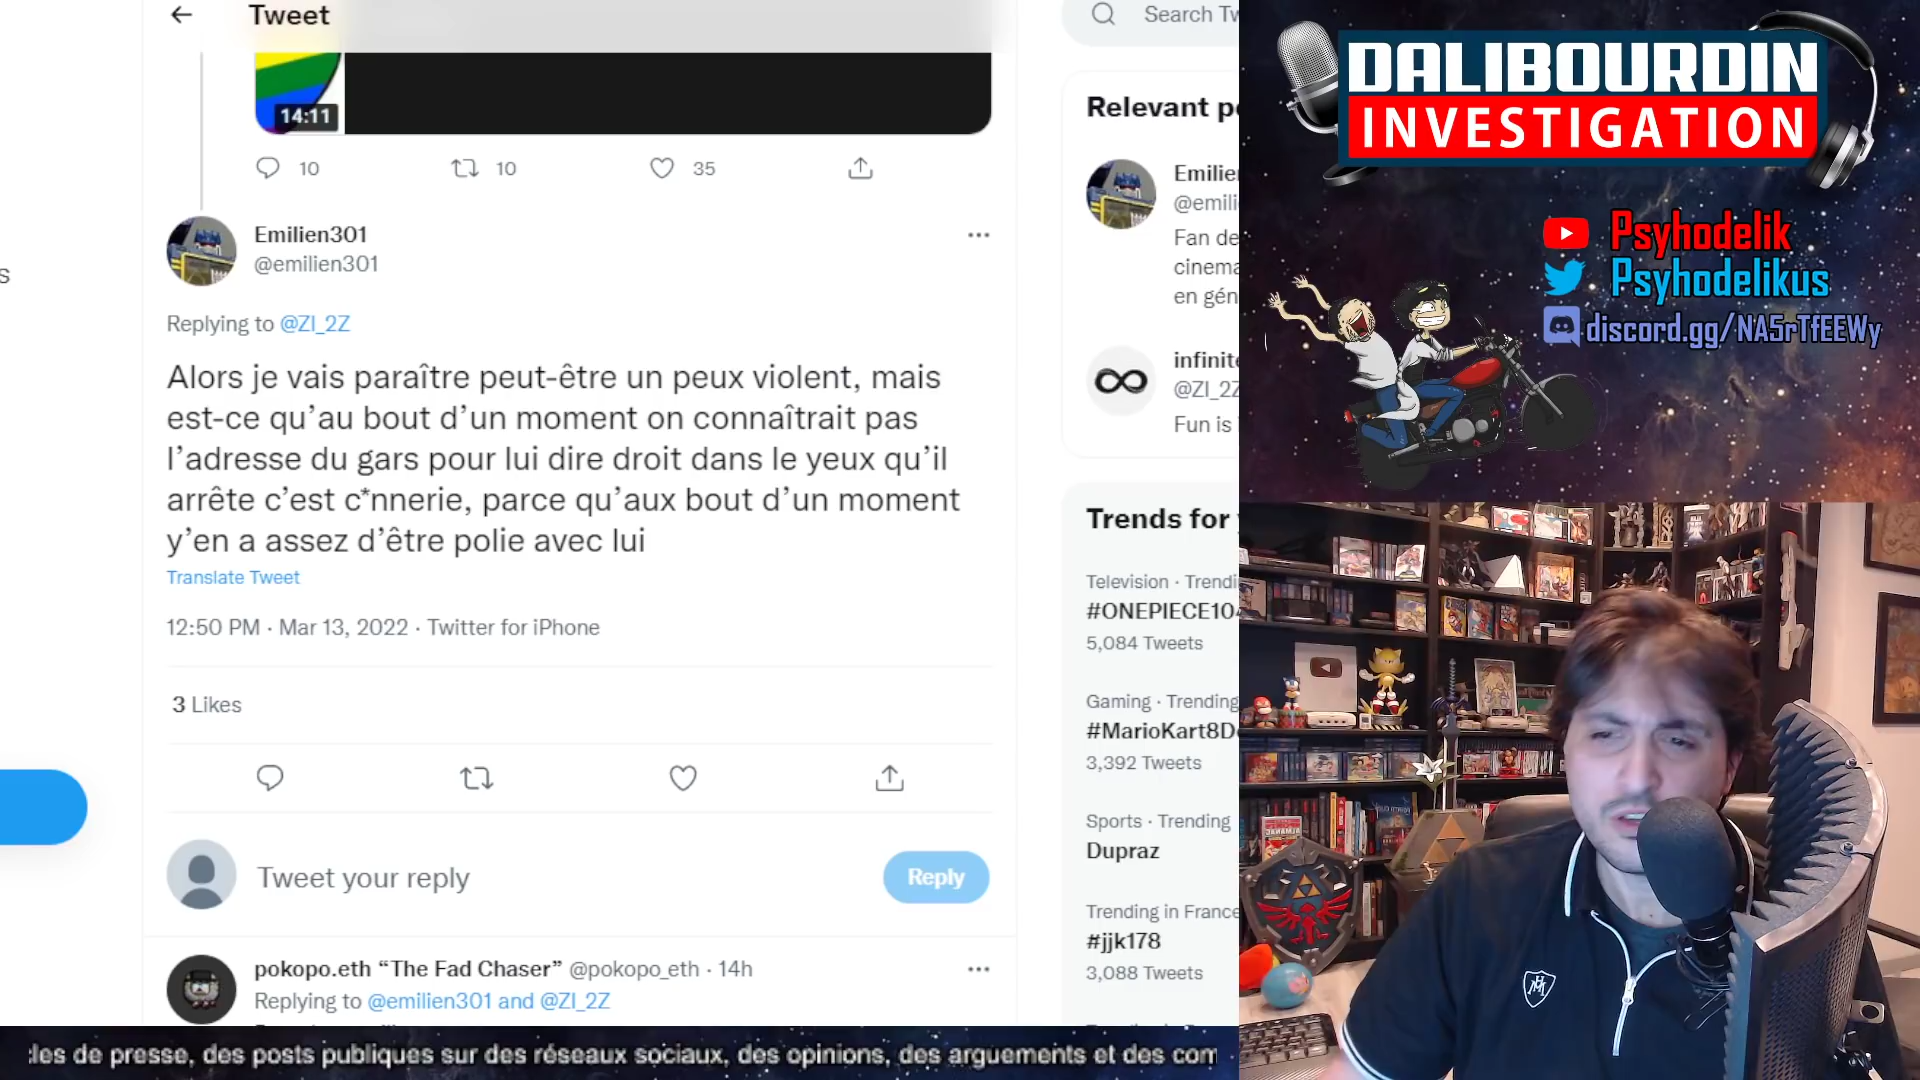 Tweet
14:11
10
10
35
Emilien301
@emilien301
Replying to @ZI_2Z
Alors je vais paraître peut-être un peux violent, mais
est-ce qu'au bout d'un moment on connaîtrait pas
l'adresse du gars pour lui dire droit dans le yeux qu'il
arrête c'est c*nnerie, parce qu'aux bout d'un moment
y'en a assez d'être polie avec lui
Translate Tweet
12:50 PM · Mar 13, 2022 · Twitter for iPhone
3 Likes
Tweet your reply
Reply
pokopo.eth “The Fad Chaser” @pokopo_eth · 14h
Replying to @emilien301 and @ZI_2Z
s
Search Tw
Relevant pe
Emilie
@emili
Fan de
cinema
en gén
infinite
@ZI_2Z
Fun is
Trends for
Television · Trendi
#ONEPIECE104
5,084 Tweets
Gaming · Trending
#MarioKart8De
3,392 Tweets
Sports · Trending
Dupraz
Trending in France
#jjk178
3,088 Tweets
DALIBOURDIN
INVESTIGATION
Psyhodelik
Psyhodelikus
discord.gg/NA5rTfEEWy
ALMANAC
les de presse, des posts publiques sur des réseaux sociaux, des opinions, des arguements et des com